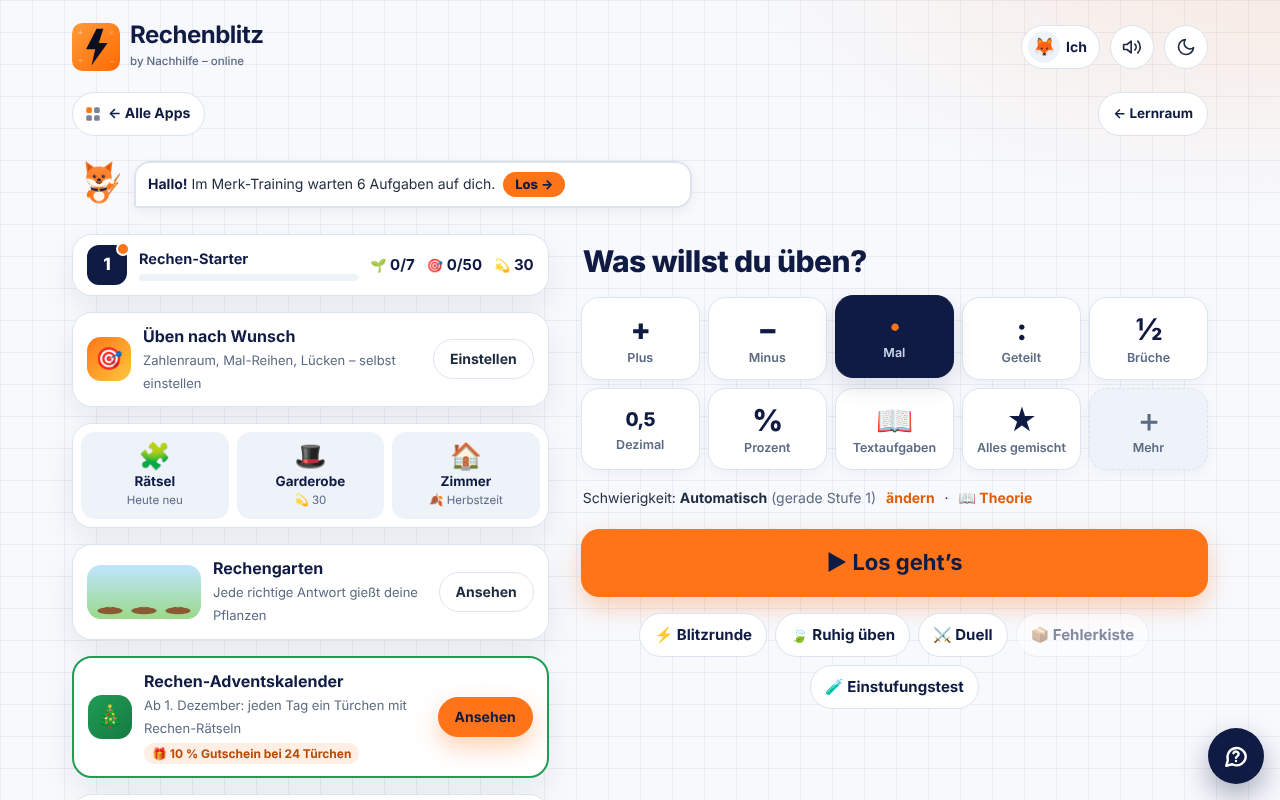 Rechenblitz
by Nachhilfe – online
Ich
← Alle Apps
← Lernraum
Hallo! Im Merk-Training warten 6 Aufgaben auf dich. Los →
1
Rechen-Starter
0/7
0/50
30
Üben nach Wunsch
Zahlenraum, Mal-Reihen, Lücken – selbst
einstellen
Einstellen
Rätsel
Heute neu
Garderobe
30
Zimmer
Herbstzeit
Rechengarten
Jede richtige Antwort gießt deine
Pflanzen
Ansehen
Rechen-Adventskalender
Ab 1. Dezember: jeden Tag ein Türchen mit
Rechen-Rätseln
10 % Gutschein bei 24 Türchen
Ansehen
Was willst du üben?
+
Plus
−
Minus
·
Mal
:
Geteilt
½
Brüche
0,5
Dezimal
%
Prozent
Textaufgaben
★
Alles gemischt
+
Mehr
Schwierigkeit: Automatisch (gerade Stufe 1) ändern · Theorie
▶ Los geht’s
Blitzrunde
Ruhig üben
Duell
Fehlerkiste
Einstufungstest